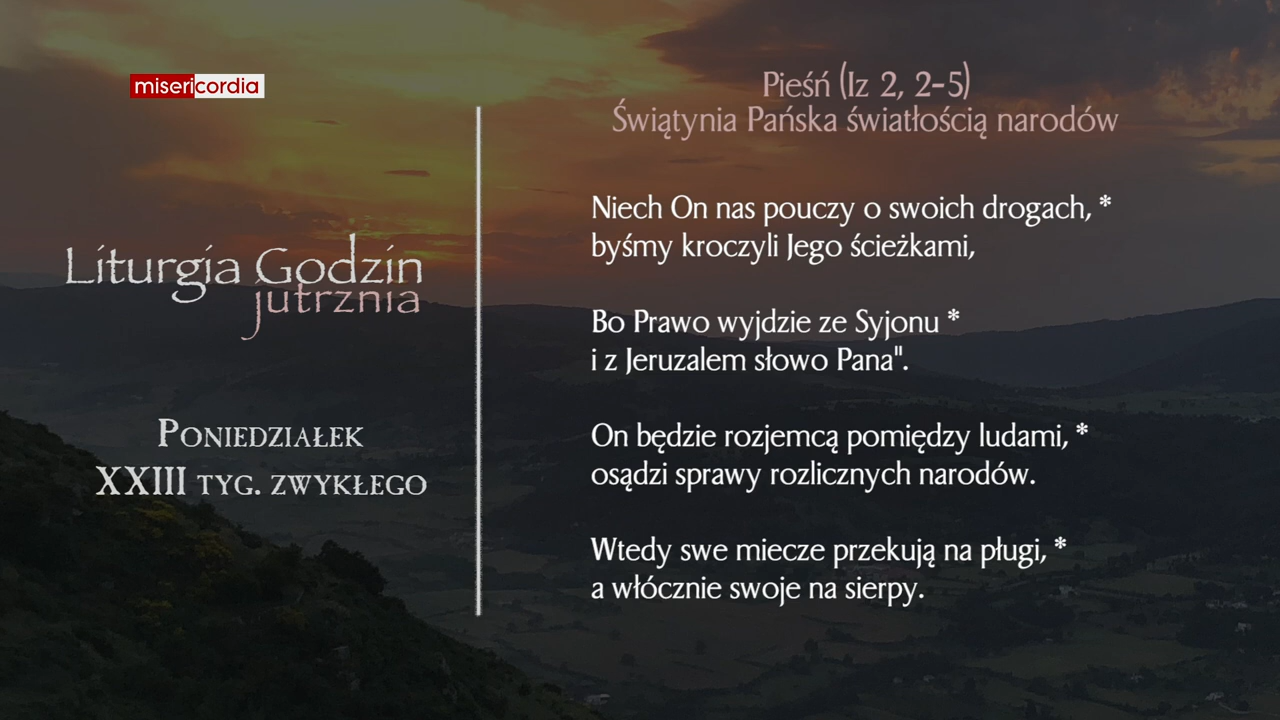 misericordia
Liturgia Godzin
jutrznia
Poniedziałek
XXIII tyg. zwykłego
Pieśń (Iz 2, 2-5)
Świątynia Pańska światłością narodów
Niech On nas pouczy o swoich drogach, *
byśmy kroczyli Jego ścieżkami,
Bo Prawo wyjdzie ze Syjonu *
i z Jeruzalem słowo Pana".
On będzie rozjemcą pomiędzy ludami, *
osądzi sprawy rozlicznych narodów.
Wtedy swe miecze przekują na pługi, *
a włócznie swoje na sierpy.